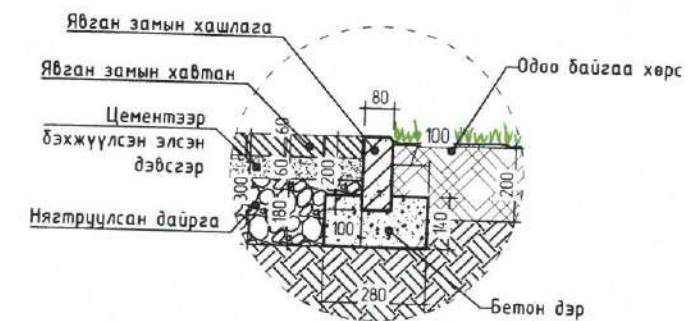 Явган замын хашлага
Явган замын хавтан
Цементээр
бэхжүүлсэн элсэн
дэвсгэр
Нягтруулсан дайрга
Одоо байгаа хөрс
Бетон дэр
80
100
60
60
200
300
180
100
140
200
280